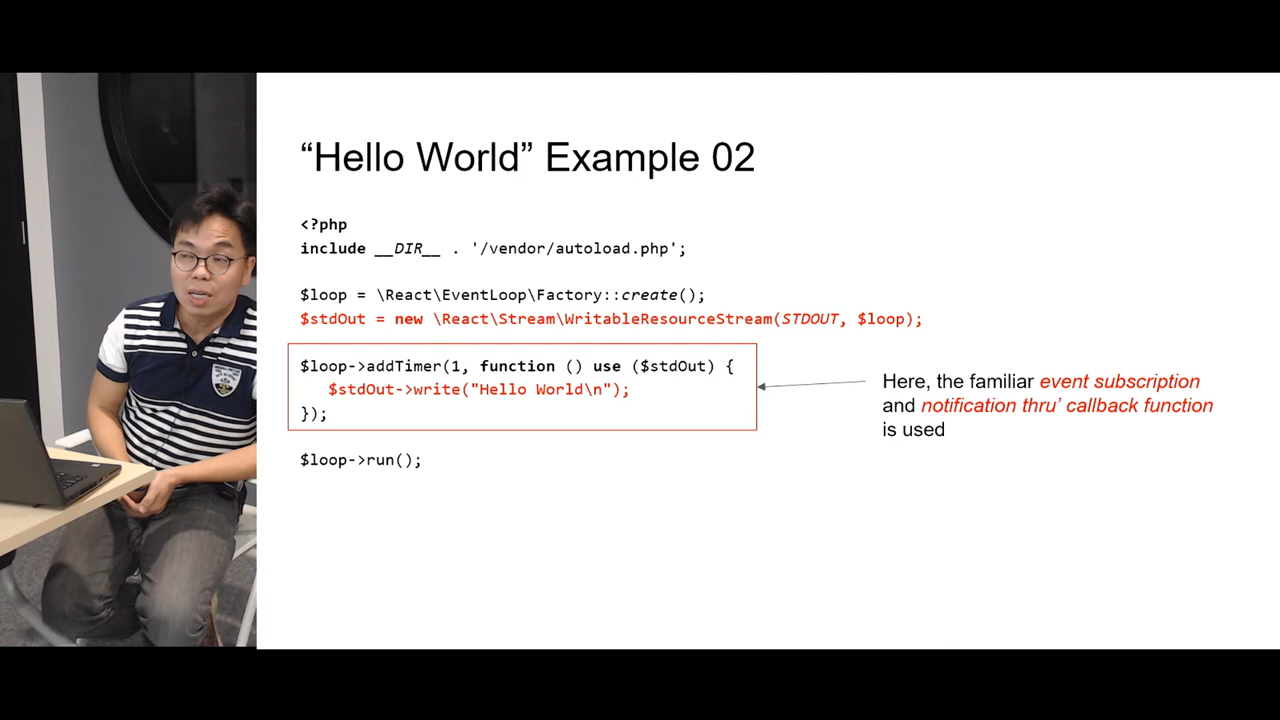 “Hello World” Example 02
<?php
include __DIR__ . '/vendor/autoload.php';
$loop = \React\EventLoop\Factory::create();
$stdOut = new \React\Stream\WritableResourceStream(STDOUT, $loop);
$loop->addTimer(1, function () use ($stdOut) {
$stdOut->write("Hello World\n");
});
$loop->run();
Here, the familiar event subscription
and notification thru’ callback function
is used